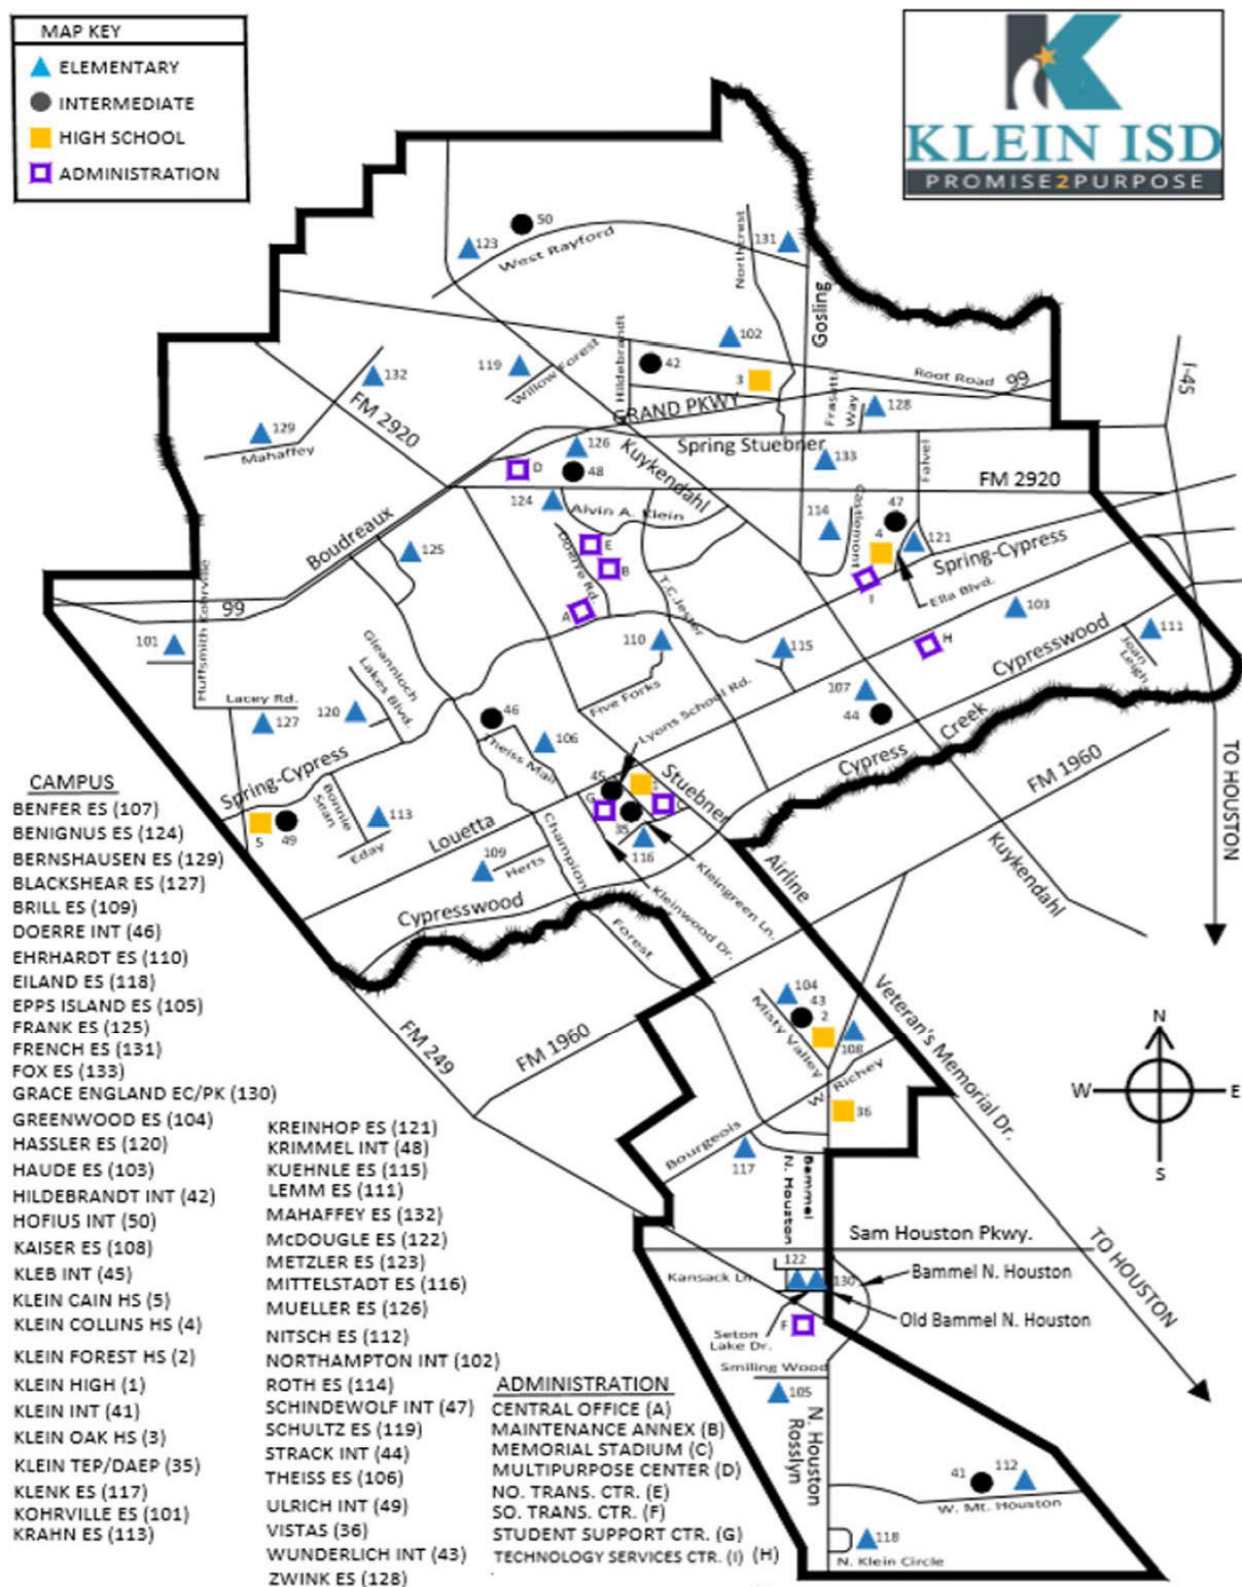 MAP KEY
ELEMENTARY
INTERMEDIATE
HIGH SCHOOL
ADMINISTRATION
KLEIN ISD
PROMISE2PURPOSE
50
123
West Rayford
Northcrest
131
Gosling
102
Hildebrandt
42
3
119
Willow Forest
132
FM 2920
129
Mahaffey
Root Road
99
I-45
GRAND PKWY
Way
128
126
Kuykendahl
Spring Stuebner
133
Falvel
D
48
FM 2920
124
Alvin A. Klein
Castlemont
47
114
4
121
Spring-Cypress
Boudreaux
125
E
B
Doerre Rd.
A
T.C.Jester
I
Ella Blvd.
103
99
101
Huffsmith Kohrville
Gleannloch
Lakes Blvd.
110
115
H
Cypresswood
Joan
Leigh
111
Lacey Rd.
127
120
46
Five Forks
Lyons School Rd.
107
44
Theiss Mail
106
Creek
Cypress
FM 1960
TO HOUSTON
Spring-Cypress
Bonnie
Sean
113
Eday
5
49
45
Stuebner
G
35
116
Louetta
109
Herts
Champion
Forest
Airline
Kleingreen Ln.
Kleinwood Dr.
Kuykendahl
Cypresswood
FM 249
FM 1960
104
43
2
Misty Valley
108
Veteran's Memorial Dr.
W. Richey
36
Bourgeois
117
Bammel
N. Houston
N
W
E
S
Sam Houston Pkwy.
TO HOUSTON
122
Kansack Ln.
130
Bammel N. Houston
Old Bammel N. Houston
F
Seton
Lake Dr.
Smiling Wood
105
N. Houston
Rosslyn
41
112
W. Mt. Houston
118
N. Klein Circle
CAMPUS
BENFER ES (107)
BENIGNUS ES (124)
BERNSHAUSEN ES (129)
BLACKSHEAR ES (127)
BRILL ES (109)
DOERRE INT (46)
EHRHARDT ES (110)
EILAND ES (118)
EPPS ISLAND ES (105)
FRANK ES (125)
FRENCH ES (131)
FOX ES (133)
GRACE ENGLAND EC/PK (130)
GREENWOOD ES (104)
HASSLER ES (120)
HAUDE ES (103)
HILDEBRANDT INT (42)
HOFIUS INT (50)
KAISER ES (108)
KLEB INT (45)
KLEIN CAIN HS (5)
KLEIN COLLINS HS (4)
KLEIN FOREST HS (2)
KLEIN HIGH (1)
KLEIN INT (41)
KLEIN OAK HS (3)
KLEIN TEP/DAEP (35)
KLENK ES (117)
KOHRVILLE ES (101)
KRAHN ES (113)
KREINHOP ES (121)
KRIMMEL INT (48)
KUEHNLE ES (115)
LEMM ES (111)
MAHAFFEY ES (132)
McDOUGLE ES (122)
METZLER ES (123)
MITTELSTADT ES (116)
MUELLER ES (126)
NITSCH ES (112)
NORTHAMPTON INT (102)
ROTH ES (114)
SCHINDEWOLF INT (47)
SCHULTZ ES (119)
STRACK INT (44)
THEISS ES (106)
ULRICH INT (49)
VISTAS (36)
WUNDERLICH INT (43)
ZWINK ES (128)
ADMINISTRATION
CENTRAL OFFICE (A)
MAINTENANCE ANNEX (B)
MEMORIAL STADIUM (C)
MULTIPURPOSE CENTER (D)
NO. TRANS. CTR. (E)
SO. TRANS. CTR. (F)
STUDENT SUPPORT CTR. (G)
TECHNOLOGY SERVICES CTR. (I) (H)